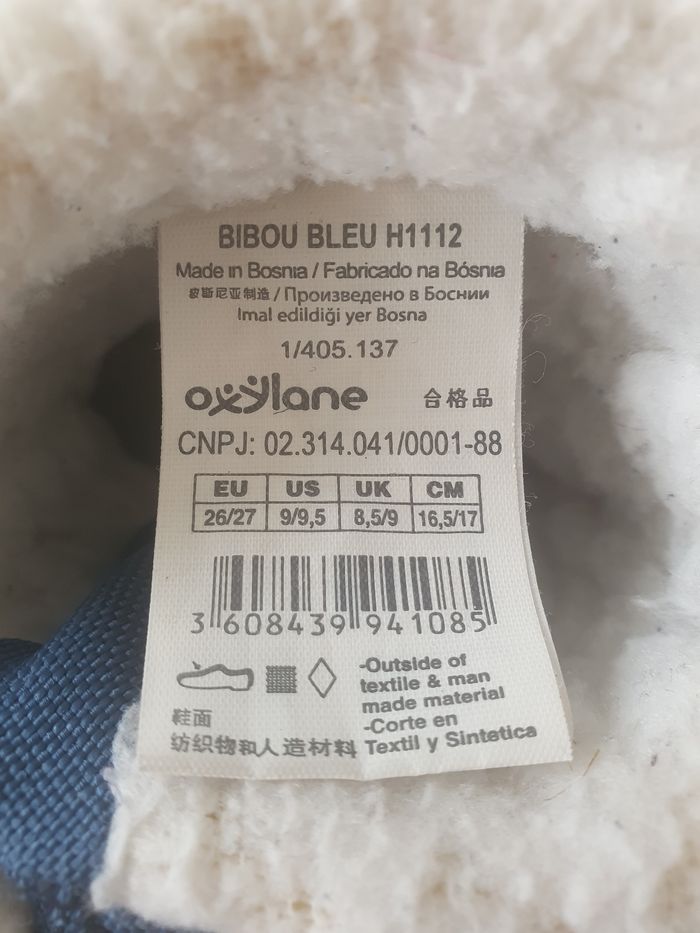 BIBOU BLEU H1112
Made in Bosnia / Fabricado na Bósnia
波斯尼亚制造 / Произведено в Боснии
Imal edildiği yer Bosna
1/405.137
oxylane 合格品
CNPJ: 02.314.041/0001-88
EU US UK CM
26/27 9/9,5 8,5/9 16,5/17
3 608439 941085
-Outside of
textile & man
made material
-Corte en
Textil y Sintetica
鞋面
纺织物和人造材料